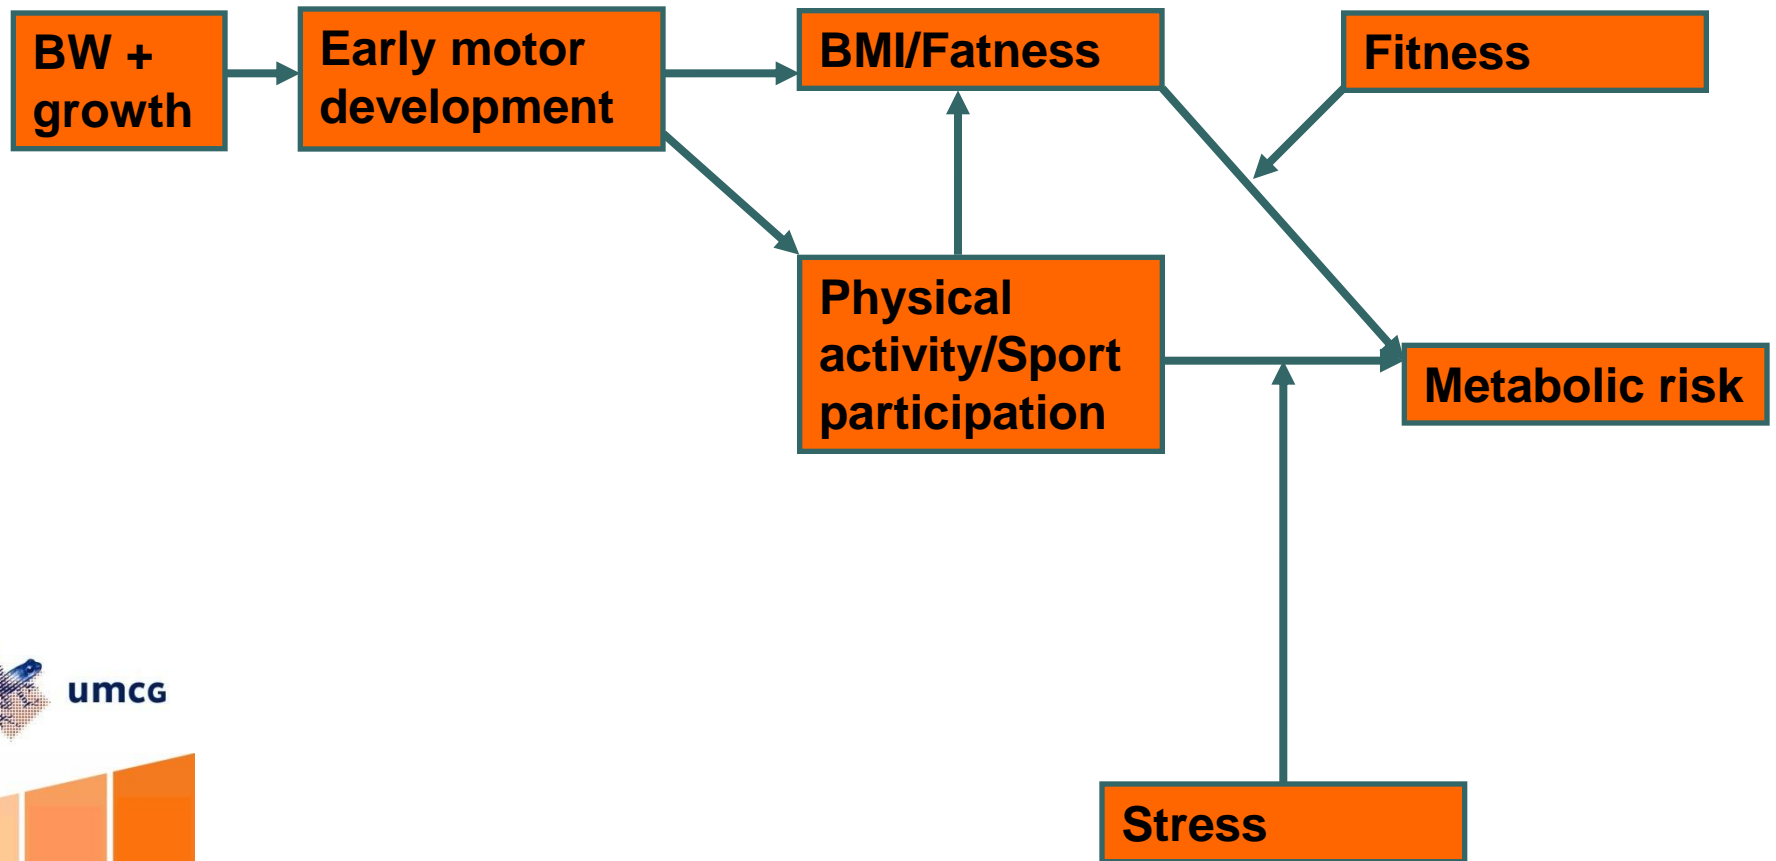 BW +
growth
Early motor
development
BMI/Fatness
Fitness
Physical
activity/Sport
participation
Metabolic risk
umcG
Stress